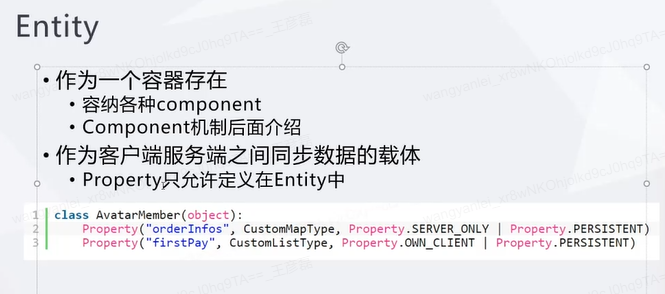 Entity
• 作为一个容器存在
• 容纳各种component
• Component机制后面介绍
• 作为客户端服务端之间同步数据的载体
• Property只允许定义在Entity中
1 class AvatarMember(object):
2 Property("orderInfos", CustomMapType, Property.SERVER_ONLY | Property.PERSISTENT)
3 Property("firstPay", CustomListType, Property.OWN_CLIENT | Property.PERSISTENT)